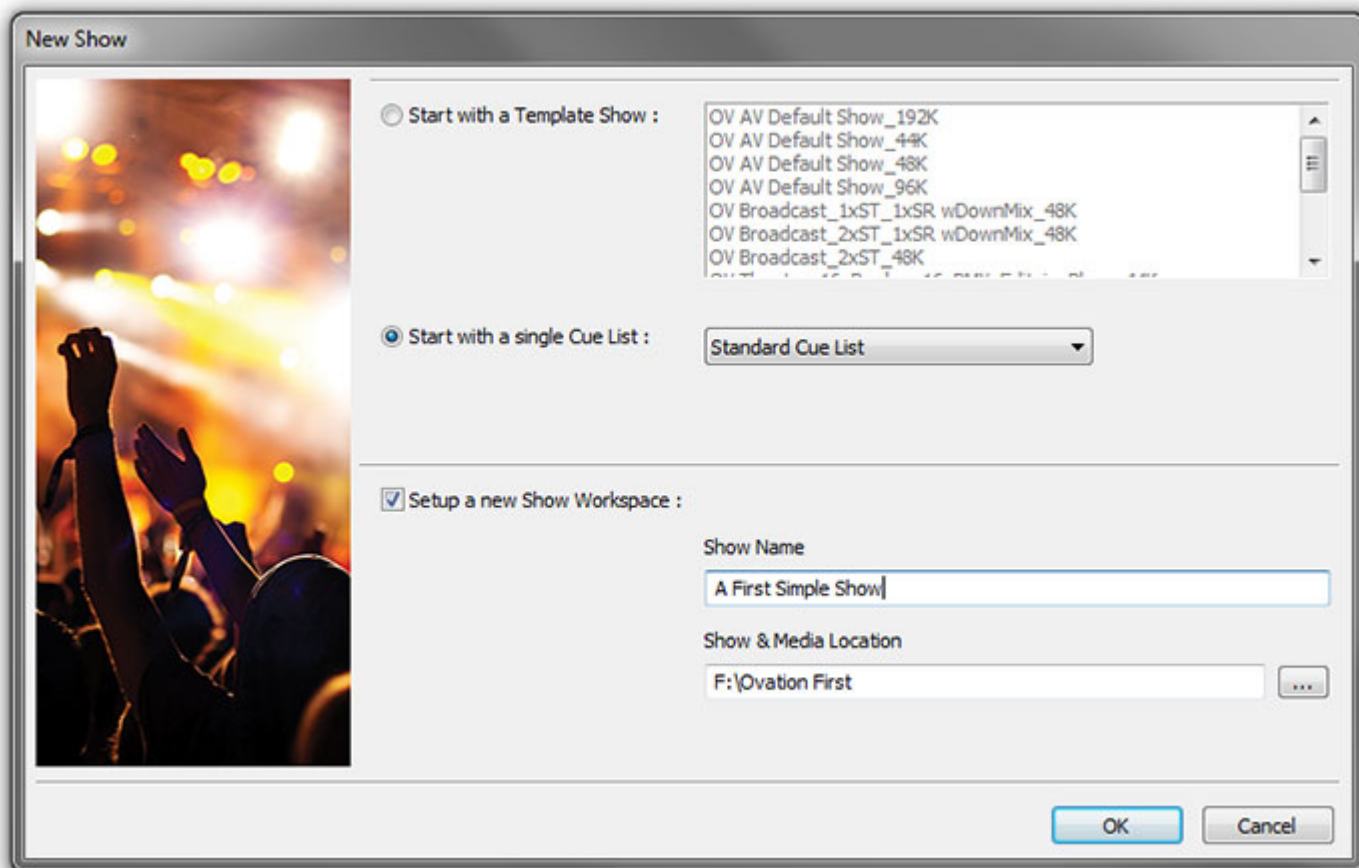 New Show
Start with a Template Show :
OV AV Default Show_192K
OV AV Default Show_44K
OV AV Default Show_48K
OV AV Default Show_96K
OV Broadcast_1xST_1xSR wDownMix_48K
OV Broadcast_2xST_1xSR wDownMix_48K
OV Broadcast_2xST_48K
Start with a single Cue List :
Standard Cue List
Setup a new Show Workspace :
Show Name
A First Simple Show
Show & Media Location
F:\Ovation First
...
OK
Cancel